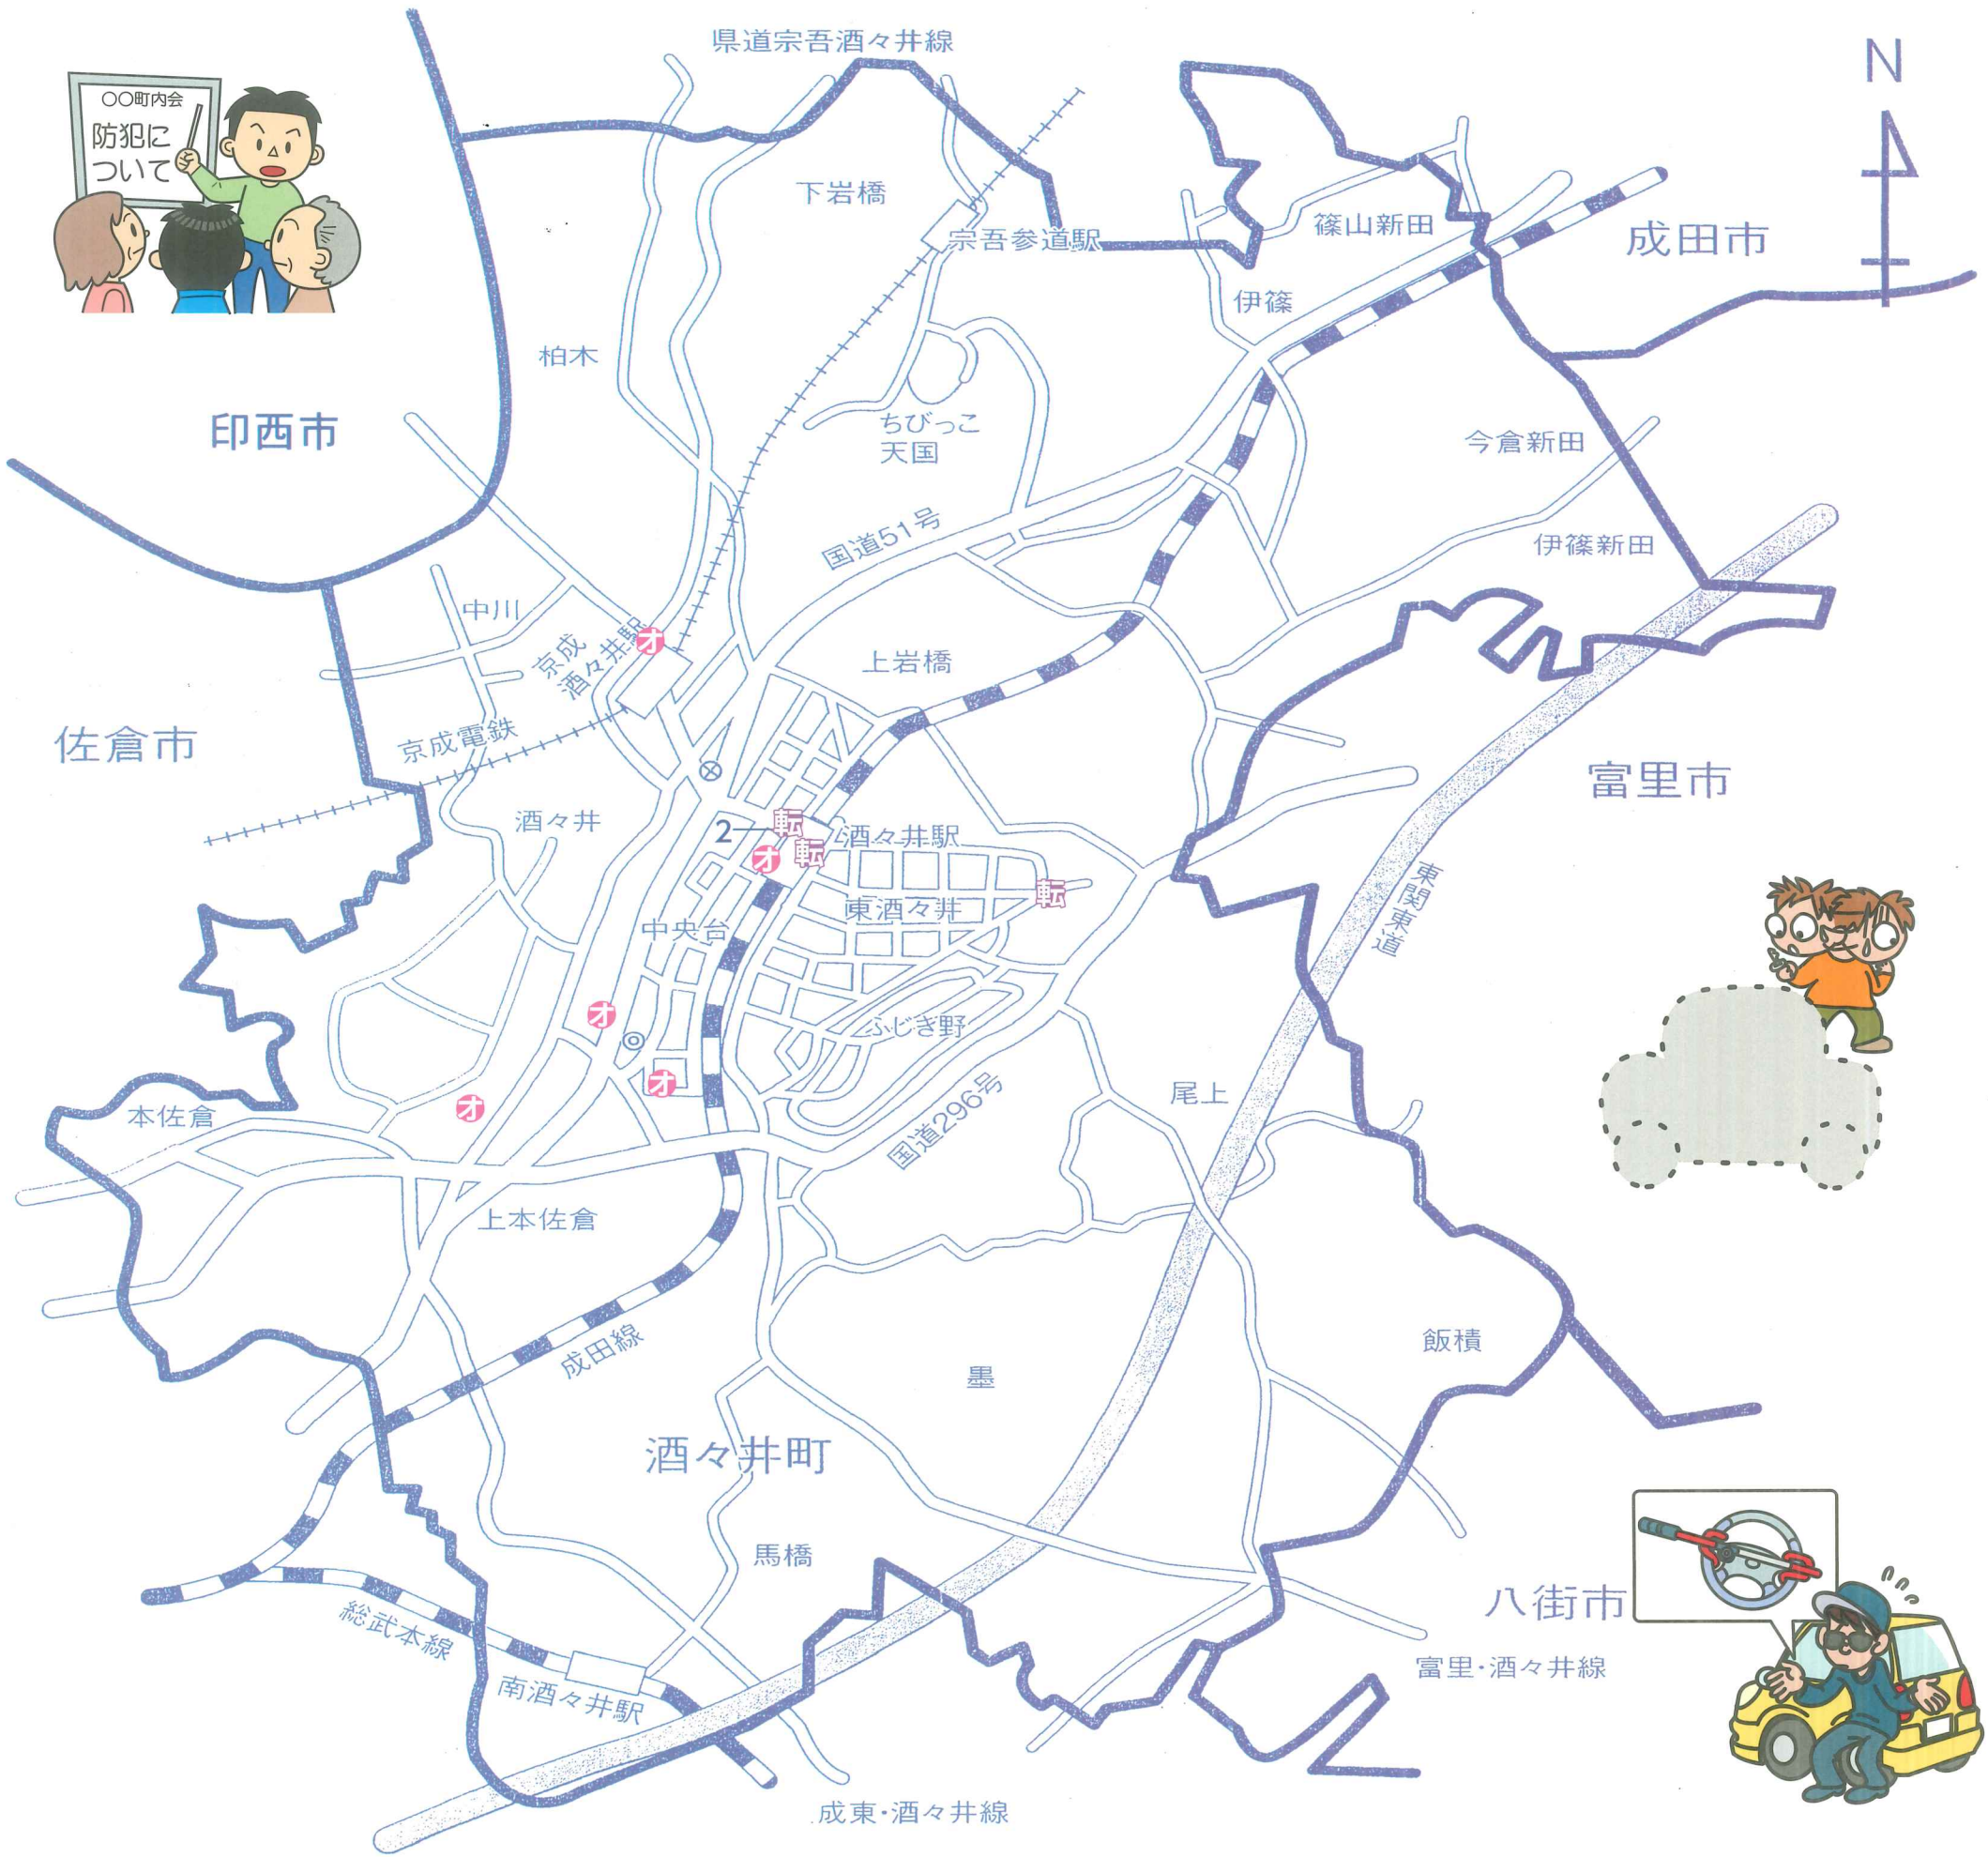 県道宗吾酒々井線
N
〇〇町内会
防犯に
ついて
下岩橋
宗吾参道駅
篠山新田
成田市
伊篠
柏木
印西市
ちびっこ
天国
今倉新田
国道51号
伊篠新田
中川
京成
酒々井駅
オ
上岩橋
佐倉市
京成電鉄
富里市
酒々井
2
転
酒々井駅
オ
転
転
東関東道
東酒々井
中央台
オ
ふじき野
オ
国道296号
尾上
オ
本佐倉
上本佐倉
成田線
飯積
墨
酒々井町
馬橋
八街市
総武本線
富里・酒々井線
南酒々井駅
成東・酒々井線